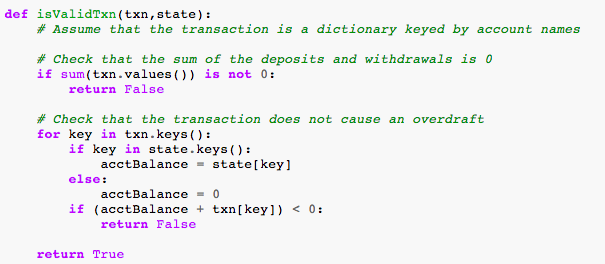 def isValidTxn(txn,state):
    # Assume that the transaction is a dictionary keyed by account names

    # Check that the sum of the deposits and withdrawals is 0
    if sum(txn.values()) is not 0:
        return False

    # Check that the transaction does not cause an overdraft
    for key in txn.keys():
        if key in state.keys():
            acctBalance = state[key]
        else:
            acctBalance = 0
        if (acctBalance + txn[key]) < 0:
            return False

    return True